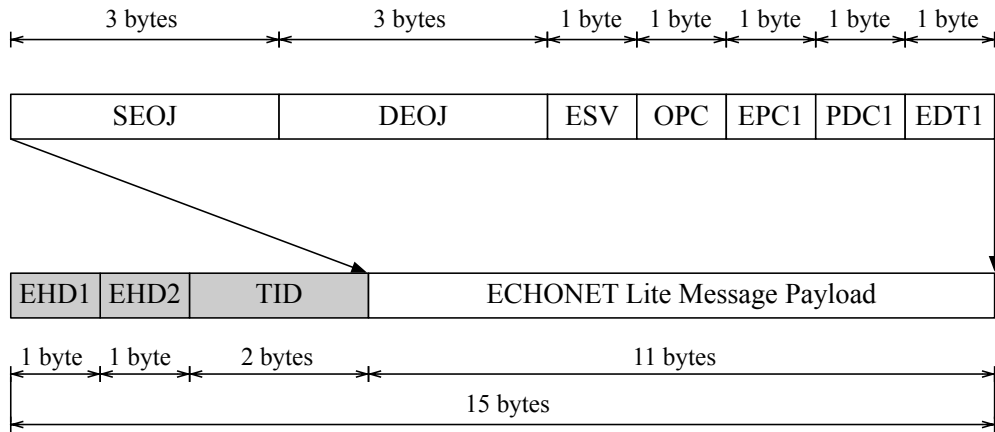 3 bytes 3 bytes 1 byte 1 byte 1 byte 1 byte 1 byte
SEOJ DEOJ ESV OPC EPC1 PDC1 EDT1
EHD1 EHD2 TID ECHONET Lite Message Payload
1 byte 1 byte 2 bytes 11 bytes
15 bytes